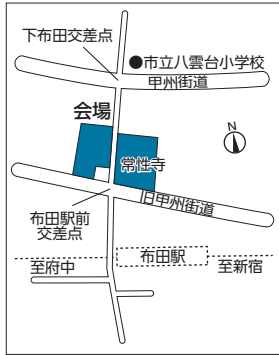 下布田交差点
●市立八雲台小学校
甲州街道
会場
N
常性寺
旧甲州街道
布田駅前
交差点
布田駅
至府中
至新宿